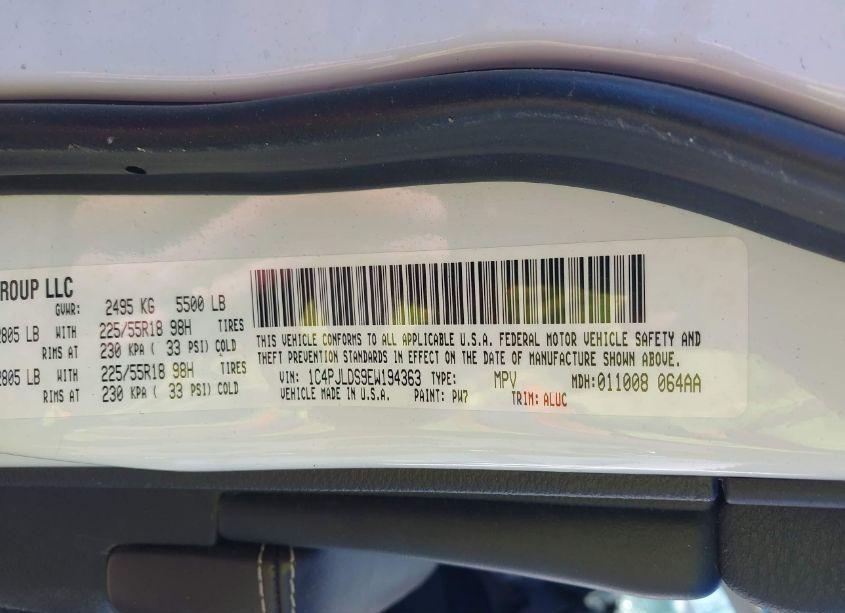 ROUP LLC
GVWR: 2495 KG 5500 LB
2805 LB WITH 225/55R18 98H TIRES
RIMS AT 230 KPA ( 33 PSI) COLD
2805 LB WITH 225/55R18 98H TIRES
RIMS AT 230 KPA ( 33 PSI) COLD
THIS VEHICLE CONFORMS TO ALL APPLICABLE U.S.A. FEDERAL MOTOR VEHICLE SAFETY AND
THEFT PREVENTION STANDARDS IN EFFECT ON THE DATE OF MANUFACTURE SHOWN ABOVE.
VIN: 1C4PJLDS9EW194363 TYPE: MPV MDH:011008 064AA
VEHICLE MADE IN U.S.A. PAINT: PW7 TRIM: ALUC